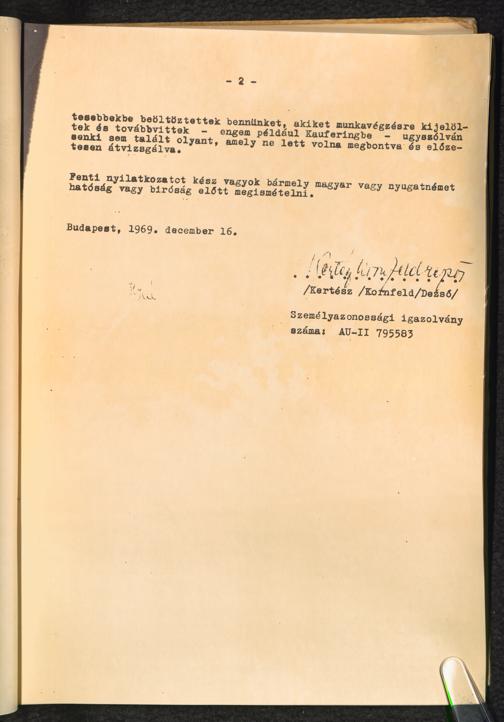 - 2 -
tesebbekbe beöltöztettek bennünket, akiket munkavégzésre kijelöl-
tek és továbbvittek - engem például Kauferingbe - ugyszólván
senki sem talált olyant, amely ne lett volna megbontva és előze-
tesen átvizsgálva.
Fenti nyilatkozatot kész vagyok bármely magyar vagy nyugatnémet
hatóság vagy biróság előtt megismételni.
Budapest, 1969. december 16.
/Kertész /Kornfeld/Dezső/
Személyazonossági igazolvány
száma: AU-II 795583